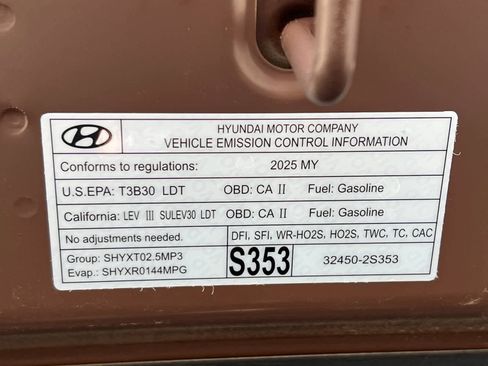 HYUNDAI MOTOR COMPANY
VEHICLE EMISSION CONTROL INFORMATION
Conforms to regulations: 2025 MY
U.S.EPA: T3B30 LDT OBD: CA II Fuel: Gasoline
California: LEV III SULEV30 LDT OBD: CA II Fuel: Gasoline
No adjustments needed. DFI, SFI, WR-HO2S, HO2S, TWC, TC, CAC
Group: SHYXT02.5MP3
Evap.: SHYXR0144MPG
S353
32450-2S353